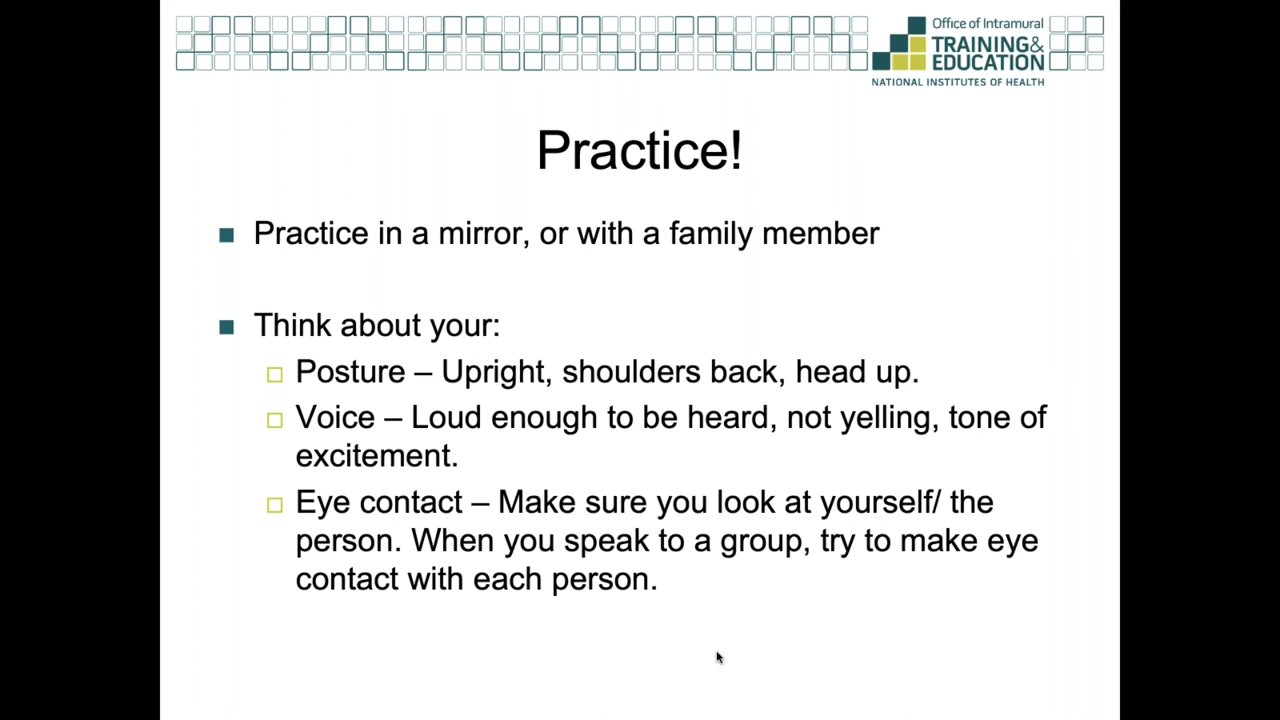 Office of Intramural
TRAINING&
EDUCATION
NATIONAL INSTITUTES OF HEALTH
Practice!
Practice in a mirror, or with a family member
Think about your:
Posture – Upright, shoulders back, head up.
Voice – Loud enough to be heard, not yelling, tone of
excitement.
Eye contact – Make sure you look at yourself/ the
person. When you speak to a group, try to make eye
contact with each person.